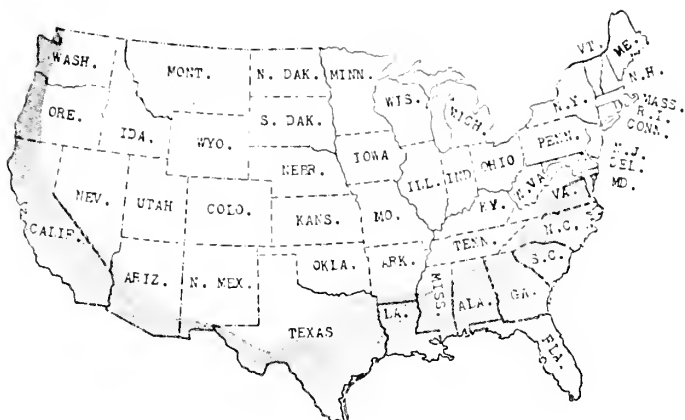 VT.
ME.
WASH.
MONT.
N. DAK.
MINN.
N.H.
MASS.
R.I.
CONN.
N.Y.
WIS.
MICH.
ORE.
IDA.
S. DAK.
WYO.
PENN.
N.J.
DEL.
MD.
IOWA
NEBR.
NEV.
UTAH
COLO.
ILL.
IND.
OHIO
W.VA.
VA.
KY.
KANS.
MO.
CALIF.
N.C.
TENN.
ARIZ.
N. MEX.
OKLA.
ARK.
S.C.
MISS.
ALA.
GA.
LA.
TEXAS
FLA.